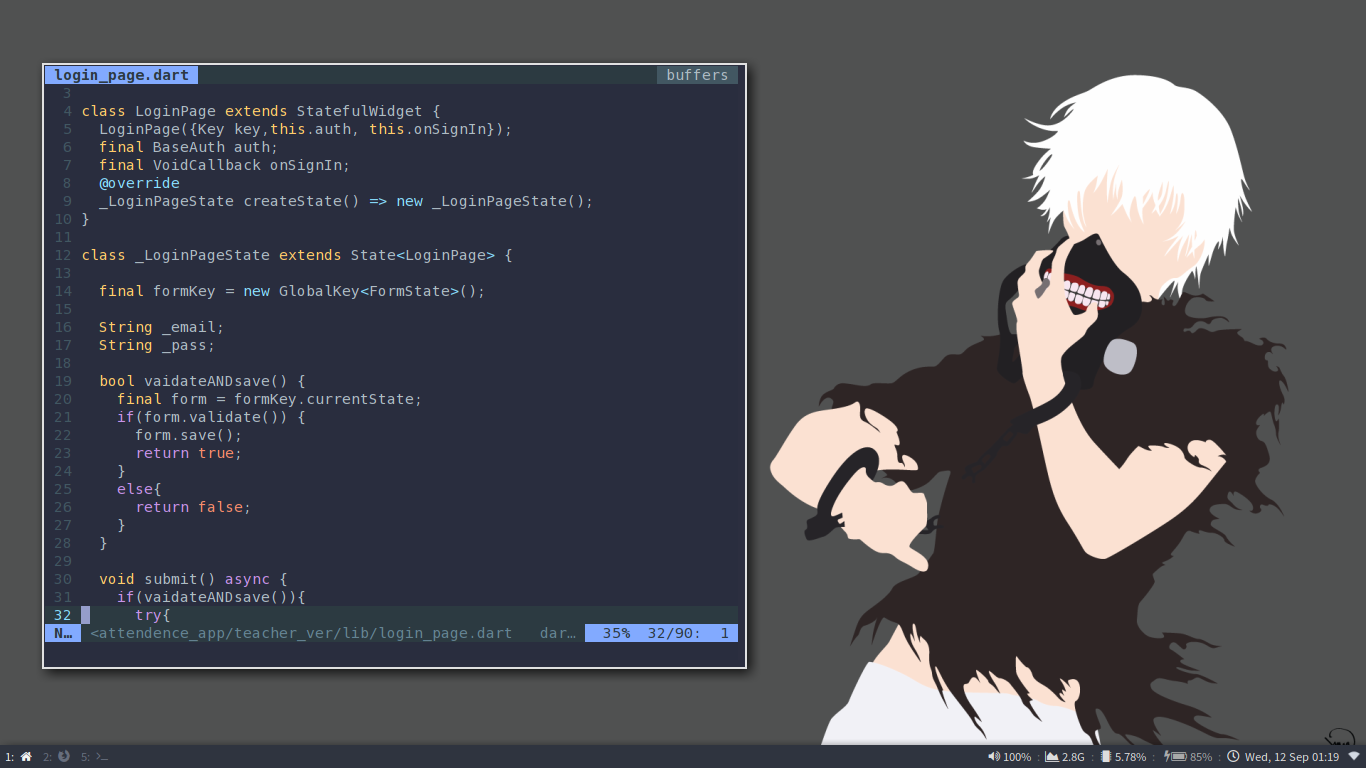 login_page.dart buffers
3
4 class LoginPage extends StatefulWidget {
5   LoginPage({Key key,this.auth, this.onSignIn});
6   final BaseAuth auth;
7   final VoidCallback onSignIn;
8   @override
9   _LoginPageState createState() => new _LoginPageState();
10 }
11
12 class _LoginPageState extends State<LoginPage> {
13
14   final formKey = new GlobalKey<FormState>();
15
16   String _email;
17   String _pass;
18
19   bool vaidateANDsave() {
20     final form = formKey.currentState;
21     if(form.validate()) {
22       form.save();
23       return true;
24     }
25     else{
26       return false;
27     }
28   }
29
30   void submit() async {
31     if(vaidateANDsave()){
32       try{
N… <attendence_app/teacher_ver/lib/login_page.dart dar… 35% 32/90: 1
1: 2: 5: >_ 100% : 2.8G : 5.78% : 85% : Wed, 12 Sep 01:19